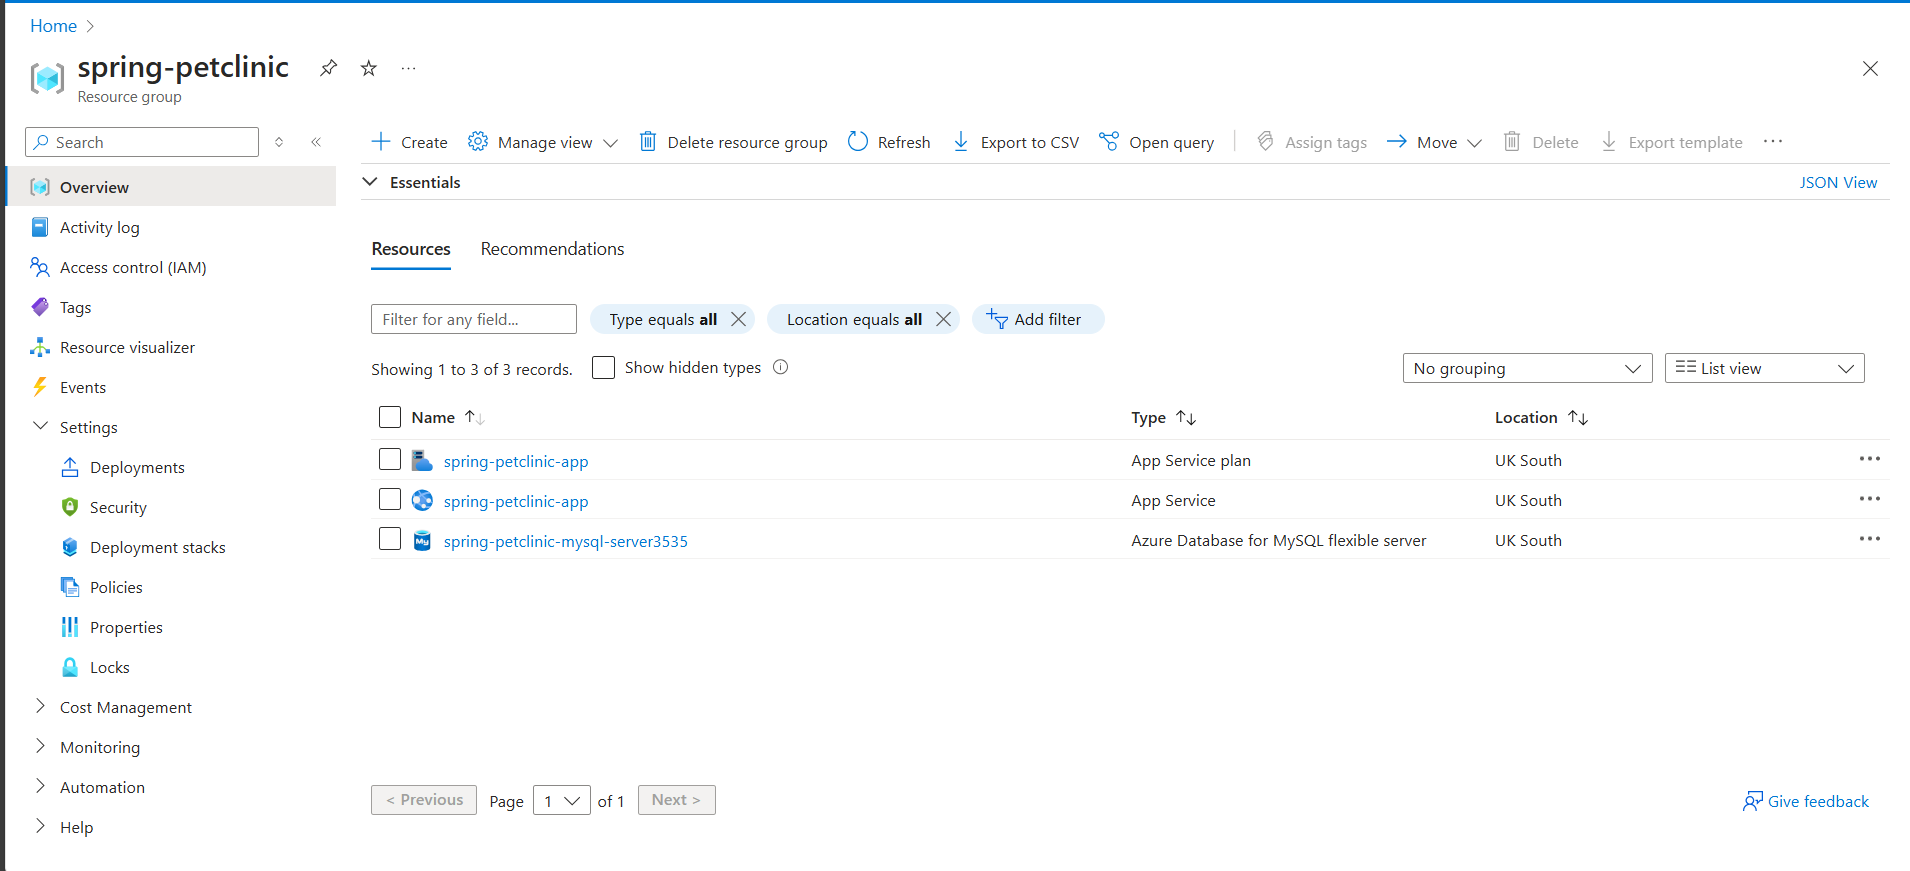 Home
spring-petclinic
Resource group
Search
Create Manage view Delete resource group Refresh Export to CSV Open query Assign tags Move Delete Export template
Overview
Activity log
Access control (IAM)
Tags
Resource visualizer
Events
Settings
Deployments
Security
Deployment stacks
Policies
Properties
Locks
Cost Management
Monitoring
Automation
Help
Essentials JSON View
Resources Recommendations
Filter for any field... Type equals all Location equals all Add filter
Showing 1 to 3 of 3 records. Show hidden types No grouping List view
Name Type Location
spring-petclinic-app App Service plan UK South
spring-petclinic-app App Service UK South
My spring-petclinic-mysql-server3535 Azure Database for MySQL flexible server UK South
< Previous Page 1 of 1 Next > Give feedback